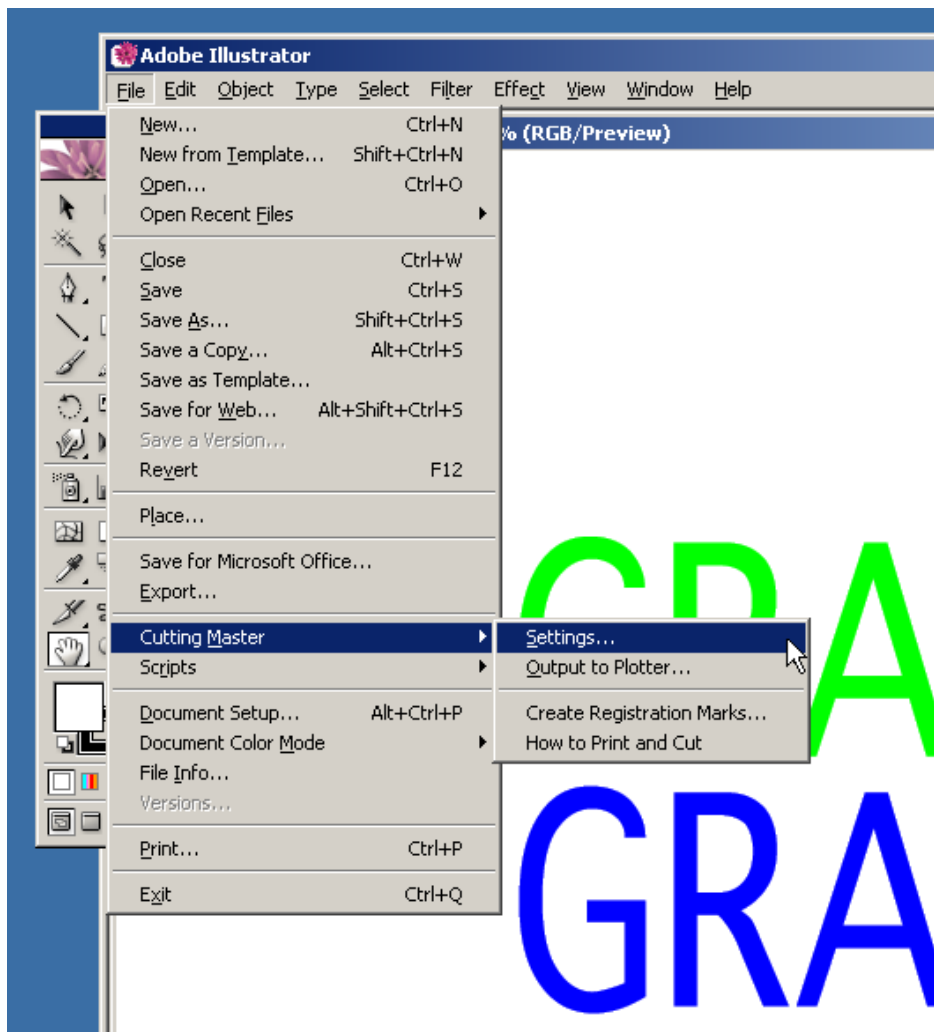 Adobe Illustrator
File Edit Object Type Select Filter Effect View Window Help
% (RGB/Preview)
New... Ctrl+N
New from Template... Shift+Ctrl+N
Open... Ctrl+O
Open Recent Files
Close Ctrl+W
Save Ctrl+S
Save As... Shift+Ctrl+S
Save a Copy... Alt+Ctrl+S
Save as Template...
Save for Web... Alt+Shift+Ctrl+S
Save a Version...
Revert F12
Place...
Save for Microsoft Office...
Export...
Cutting Master
Scripts
Document Setup... Alt+Ctrl+P
Document Color Mode
File Info...
Versions...
Print... Ctrl+P
Exit Ctrl+Q
Settings...
Output to Plotter...
Create Registration Marks...
How to Print and Cut
GRA
GRA